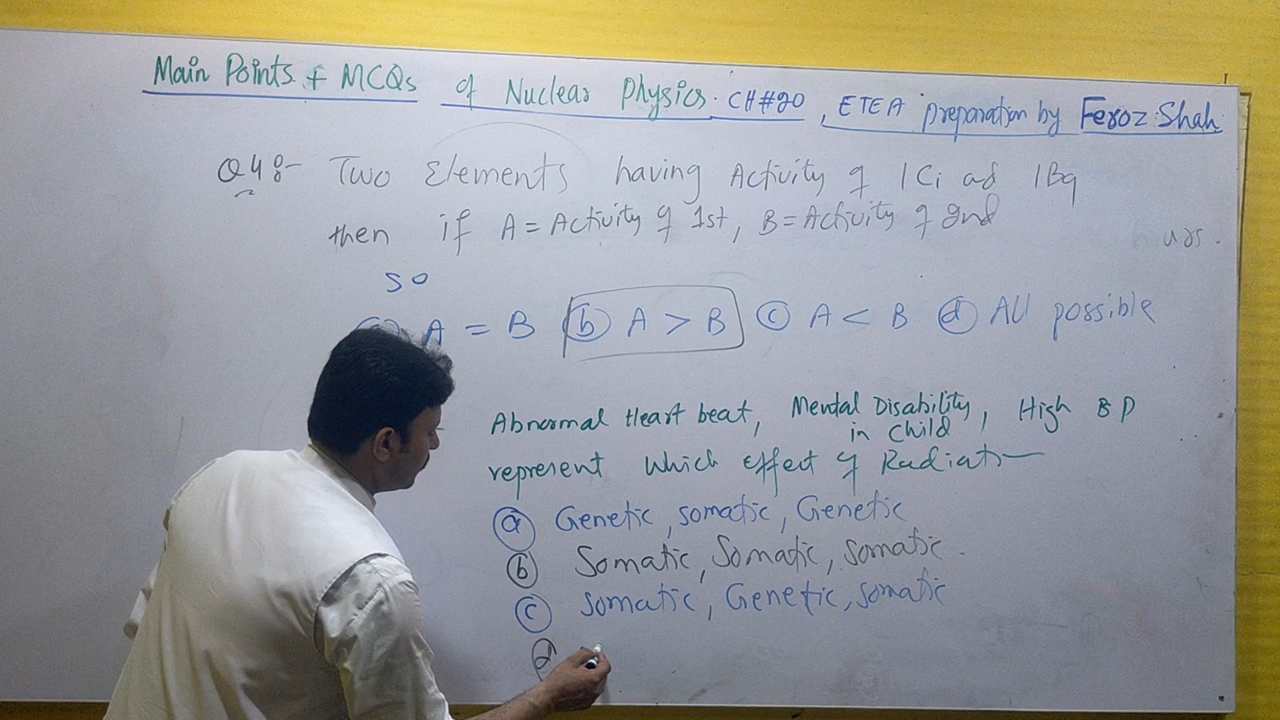 Main Points + MCQs of Nuclear Physics. CH#20, ETEA preparation by Feroz Shah
Q48:- Two Elements having Activity of 1Ci ad 1Bq
then if A = Activity of 1st, B = Activity of 2nd
so
A = B (b) A > B (c) A < B (d) All possible
Abnormal Heart beat, Mental Disability, High BP
in child
represent which effect of Radiat
(a) Genetic, somatic, Genetic
(b) Somatic, Somatic, somatic.
(c) somatic, Genetic, somatic
(d)